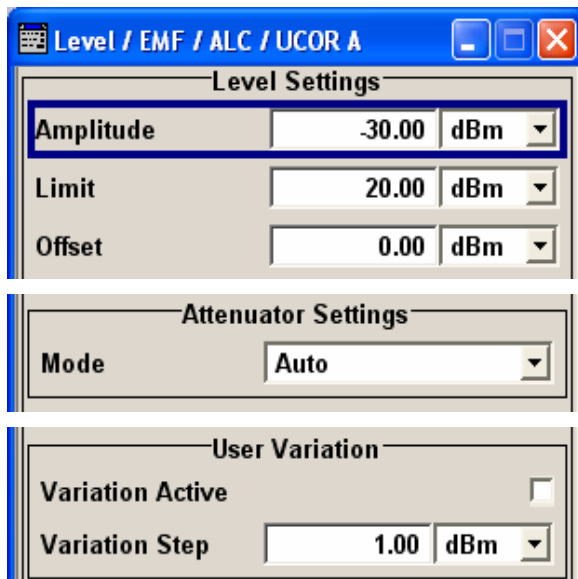 Level / EMF / ALC / UCOR A
Level Settings
Amplitude -30.00 dBm
Limit 20.00 dBm
Offset 0.00 dBm
Attenuator Settings
Mode Auto
User Variation
Variation Active
Variation Step 1.00 dBm